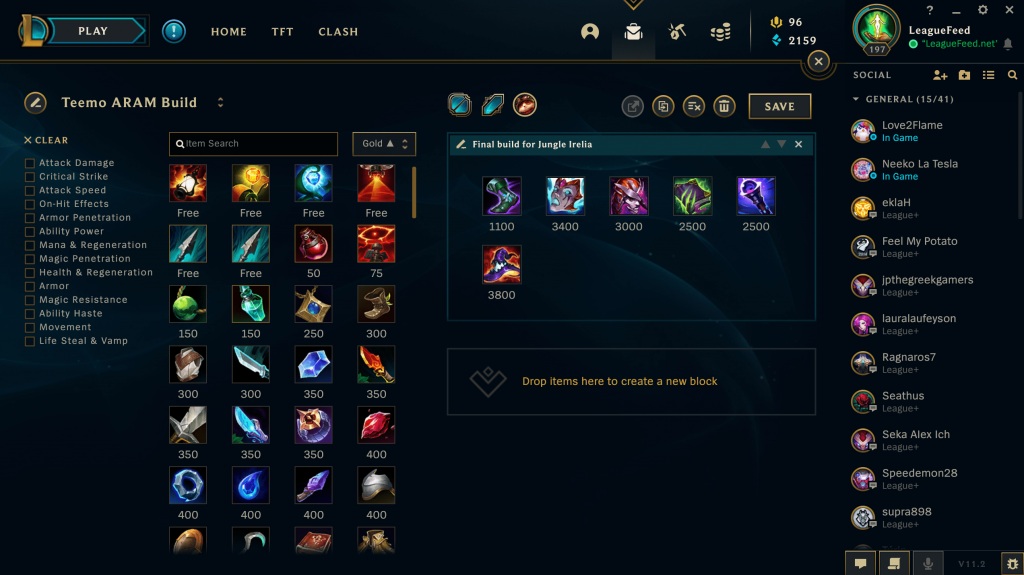 PLAY
HOME
TFT
CLASH
96
2159
197
LeagueFeed
"LeagueFeed.net'
SOCIAL
GENERAL (15/41)
Love2Flame
In Game
Neeko La Tesla
In Game
eklaH
League+
Feel My Potato
League+
jpthegreekgamers
League+
lauralaufeyson
League+
Ragnaros7
League+
Seathus
League+
Seka Alex Ich
League+
Speedemon28
League+
supra898
League+
V11.2
Teemo ARAM Build
CLEAR
Attack Damage
Critical Strike
Attack Speed
On-Hit Effects
Armor Penetration
Ability Power
Mana & Regeneration
Magic Penetration
Health & Regeneration
Armor
Magic Resistance
Ability Haste
Movement
Life Steal & Vamp
Item Search
Gold
Free Free Free Free
Free Free 50 75
150 150 250 300
300 300 350 350
350 350 350 400
400 400 400 400
SAVE
Final build for Jungle Irelia
1100 3400 3000 2500 2500
3800
Drop items here to create a new block